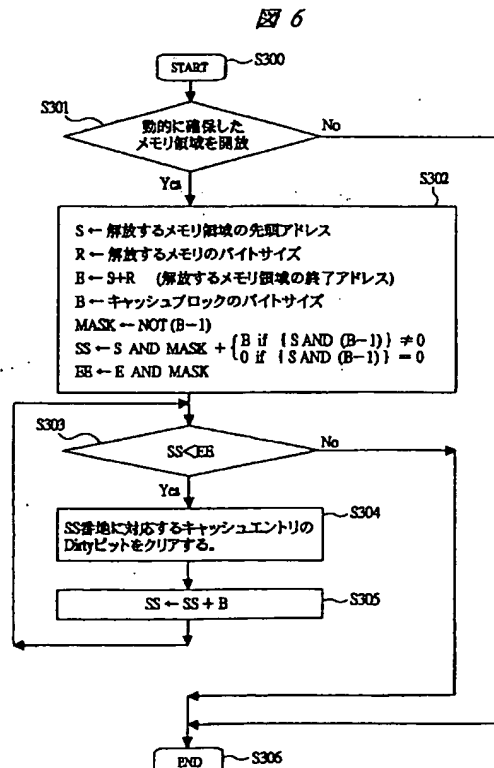 図 6
START
S300
S301
動的に確保した
メモリ領域を開放
No
Yes
S302
S ← 解放するメモリ領域の先頭アドレス
R ← 解放するメモリのバイトサイズ
E ← S+R (解放するメモリ領域の終了アドレス)
B ← キャッシュブロックのバイトサイズ
MASK ← NOT (B-1)
SS ← S AND MASK + { B if { S AND (B-1) } ≠ 0
0 if { S AND (B-1) } = 0
EE ← E AND MASK
S303
SS<EE
No
Yes
S304
SS番地に対応するキャッシュエントリの
Dirtyビットをクリアする。
SS ← SS + B
S305
END
S306